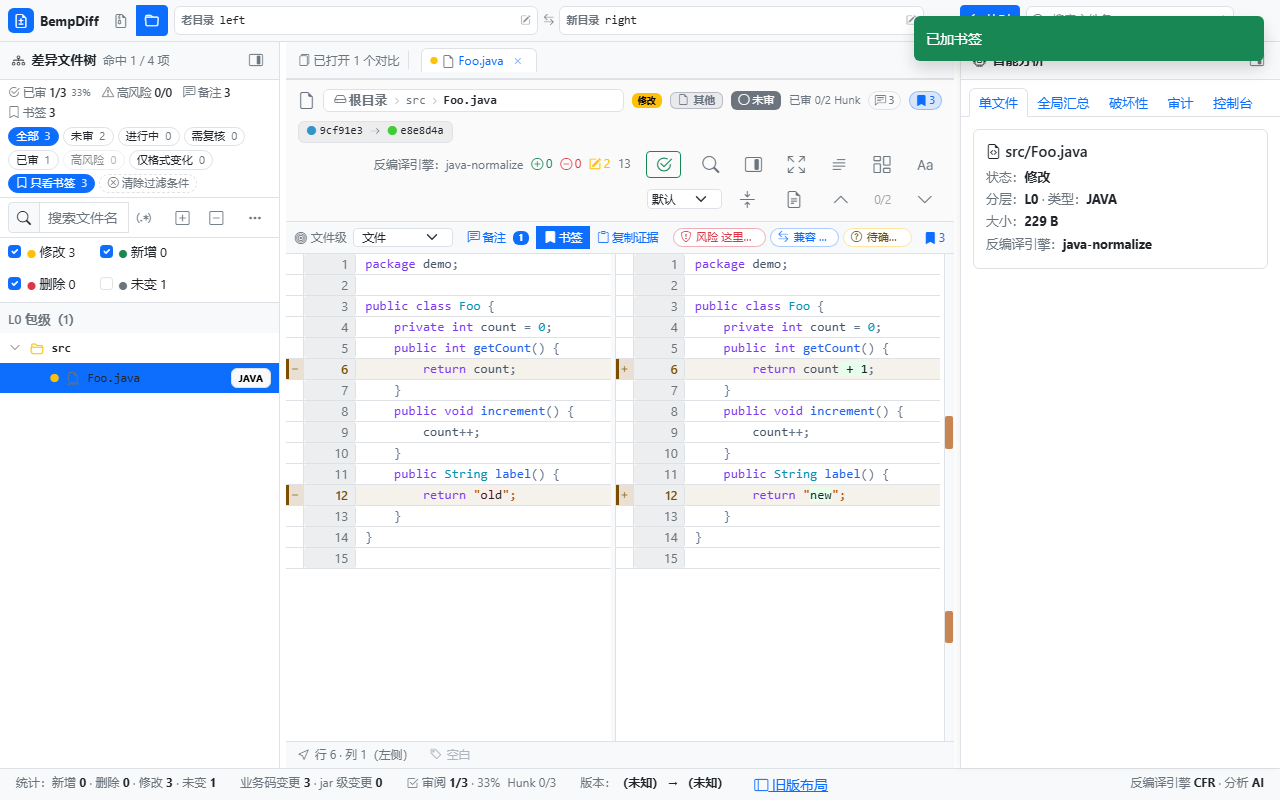 BempDiff
老目录 left
新目录 right
已加书签
差异文件树 命中 1 / 4 项
已审 1/3 33% 高风险 0/0 备注 3
书签 3
全部 3 未审 2 进行中 0 需复核 0
已审 1 高风险 0 仅格式变化 0
只看书签 3 清除过滤条件
搜索文件名 (.*)
修改 3 新增 0
删除 0 未变 1
L0 包级 (1)
src
Foo.java JAVA
已打开 1 个对比 Foo.java ×
根目录 › src › Foo.java 修改 其他 未审 已审 0/2 Hunk 3 3
9cf91e3 → e8e8d4a
反编译引擎: java-normalize 0 0 2 13 Aa
默认 0/2
文件级 文件 备注 1 书签 复制证据 风险 这里... 兼容 ... 待确... 3
1 package demo;
2
3 public class Foo {
4 private int count = 0;
5 public int getCount() {
− 6 return count;
7 }
8 public void increment() {
9 count++;
10 }
11 public String label() {
− 12 return "old";
13 }
14 }
15
1 package demo;
2
3 public class Foo {
4 private int count = 0;
5 public int getCount() {
+ 6 return count + 1;
7 }
8 public void increment() {
9 count++;
10 }
11 public String label() {
+ 12 return "new";
13 }
14 }
15
行 6 · 列 1 (左侧) 空白
单文件 全局汇总 破坏性 审计 控制台
src/Foo.java
状态: 修改
分层: L0 · 类型: JAVA
大小: 229 B
反编译引擎: java-normalize
统计: 新增 0 · 删除 0 · 修改 3 · 未变 1 业务码变更 3 · jar 级变更 0 审阅 1/3 · 33% Hunk 0/3 版本: (未知) → (未知) 旧版布局 反编译引擎 CFR · 分析 AI